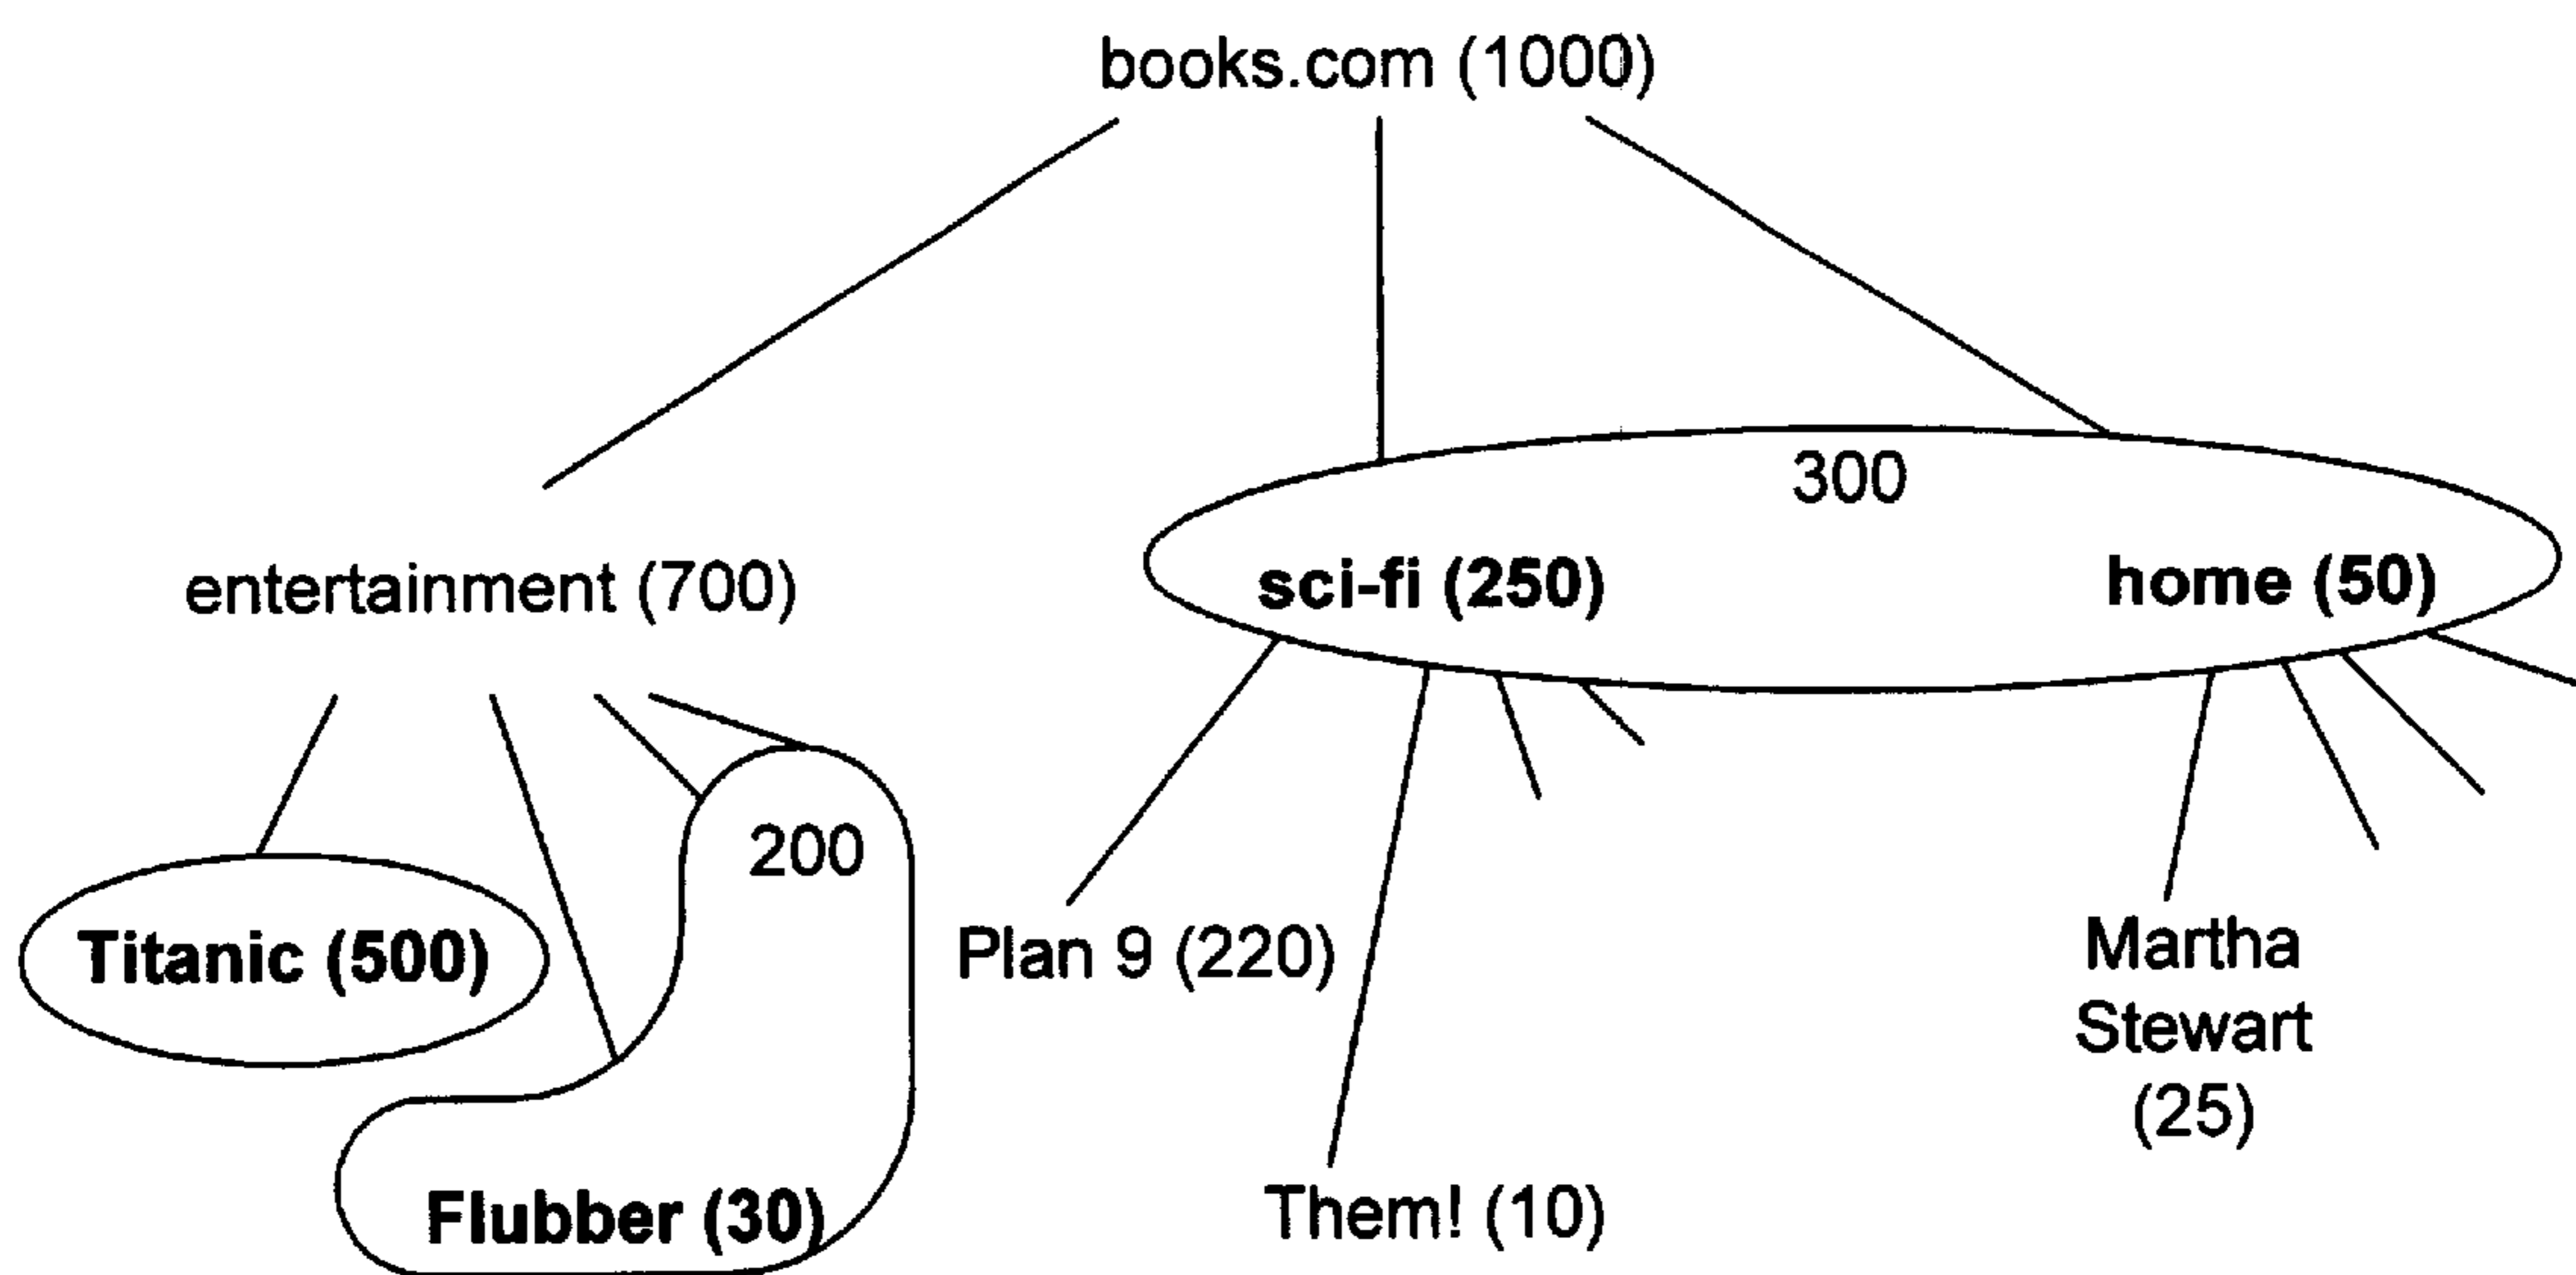 books.com (1000)
300
entertainment (700)
sci-fi (250)
home (50)
200
Titanic (500)
Plan 9 (220)
Martha
Stewart
(25)
Flubber (30)
Them! (10)